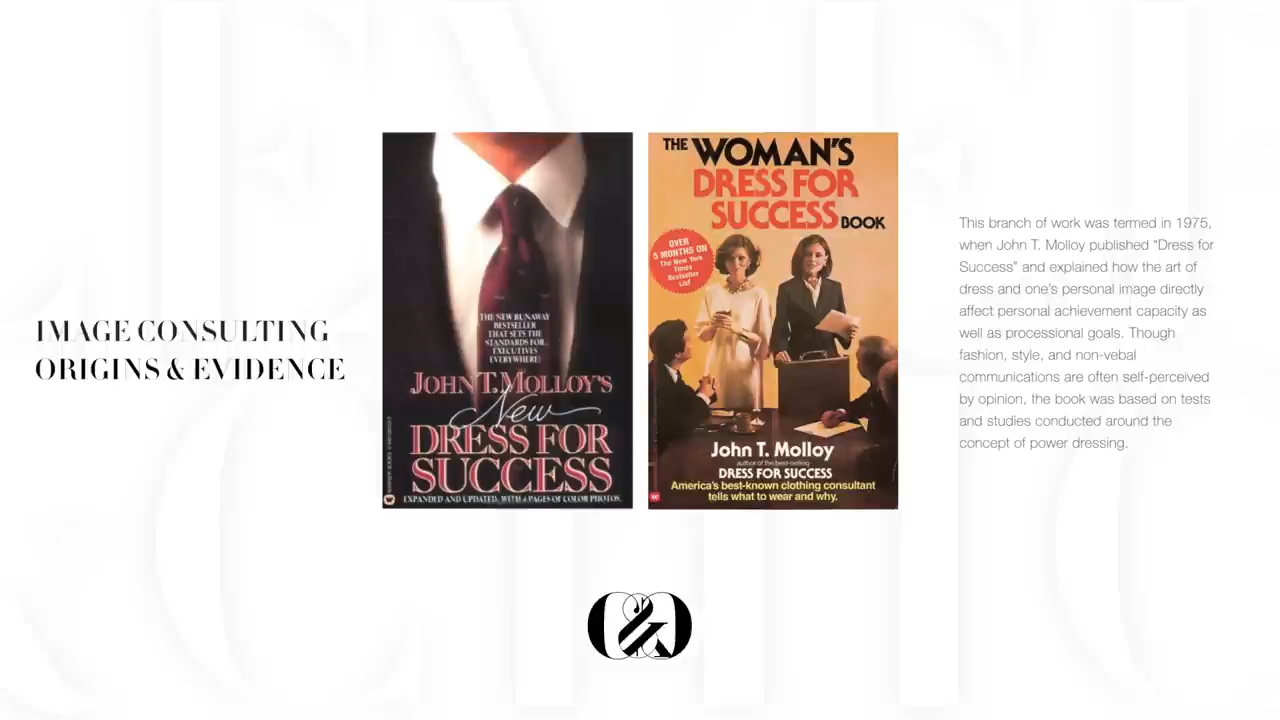 IMAGE CONSULTING
ORIGINS & EVIDENCE
THE NEW RUNAWAY
BESTSELLER
THAT SETS THE
STANDARDS FOR
EXECUTIVES
EVERYWHERE!
JOHN T. MOLLOY'S
New
DRESS FOR
SUCCESS
EXPANDED AND UPDATED, WITH 4 PAGES OF COLOR PHOTOS.
THE WOMAN'S
DRESS FOR
SUCCESS BOOK
OVER
5 MONTHS ON
The New York
Times
Bestseller
List
John T. Molloy
author of the best-selling
DRESS FOR SUCCESS
America's best-known clothing consultant
tells what to wear and why.
This branch of work was termed in 1975,
when John T. Molloy published “Dress for
Success” and explained how the art of
dress and one's personal image directly
affect personal achievement capacity as
well as processional goals. Though
fashion, style, and non-vebal
communications are often self-perceived
by opinion, the book was based on tests
and studies conducted around the
concept of power dressing.